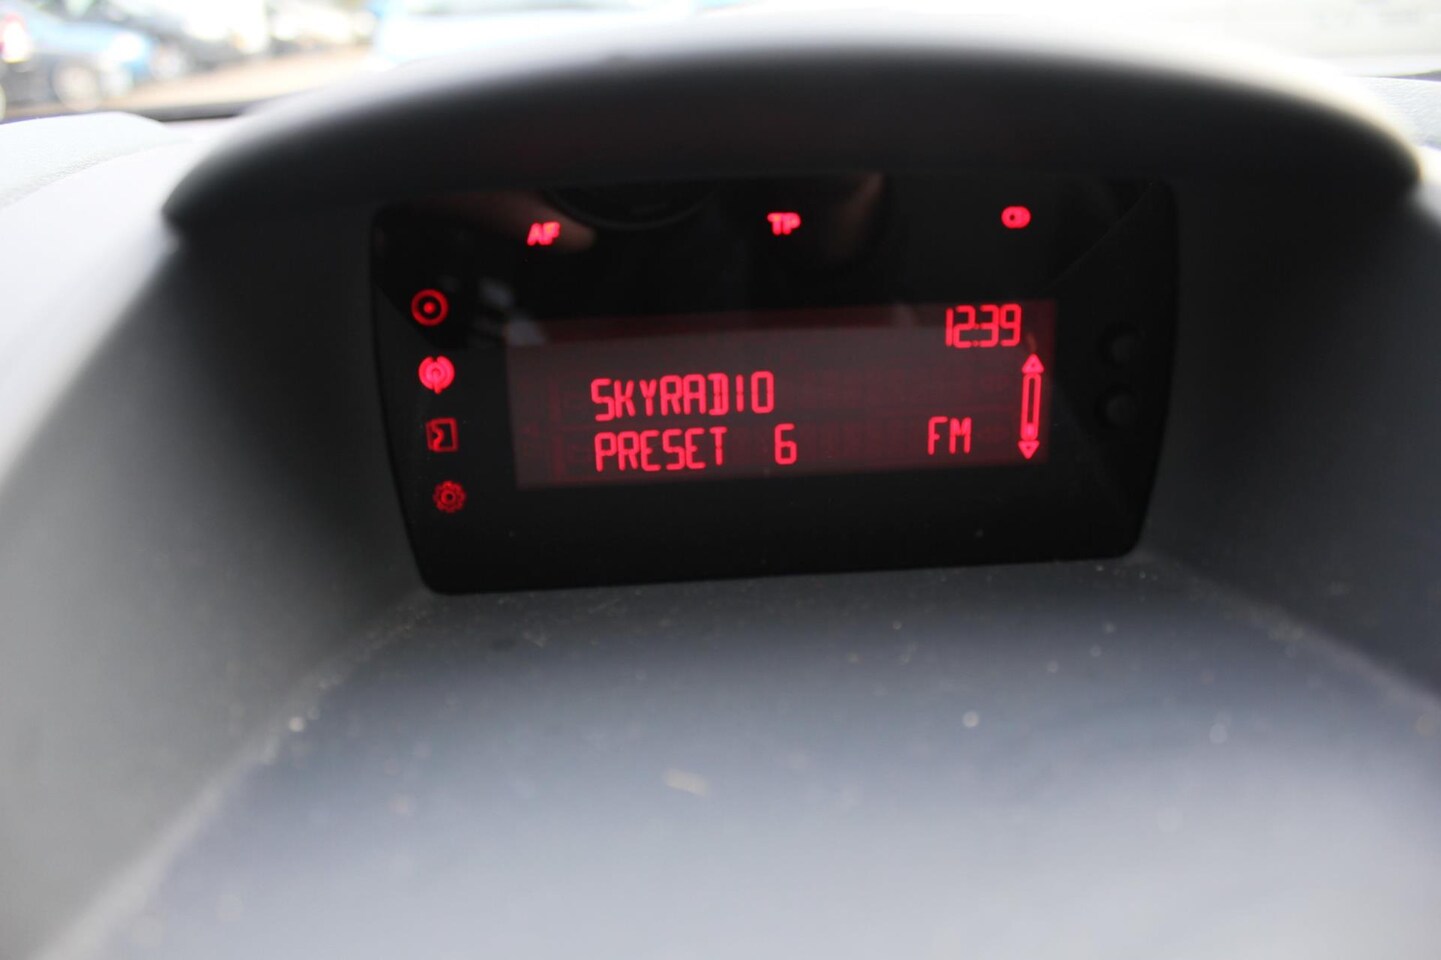 AF TP
12:39
SKYRADIO
PRESET 6 FM